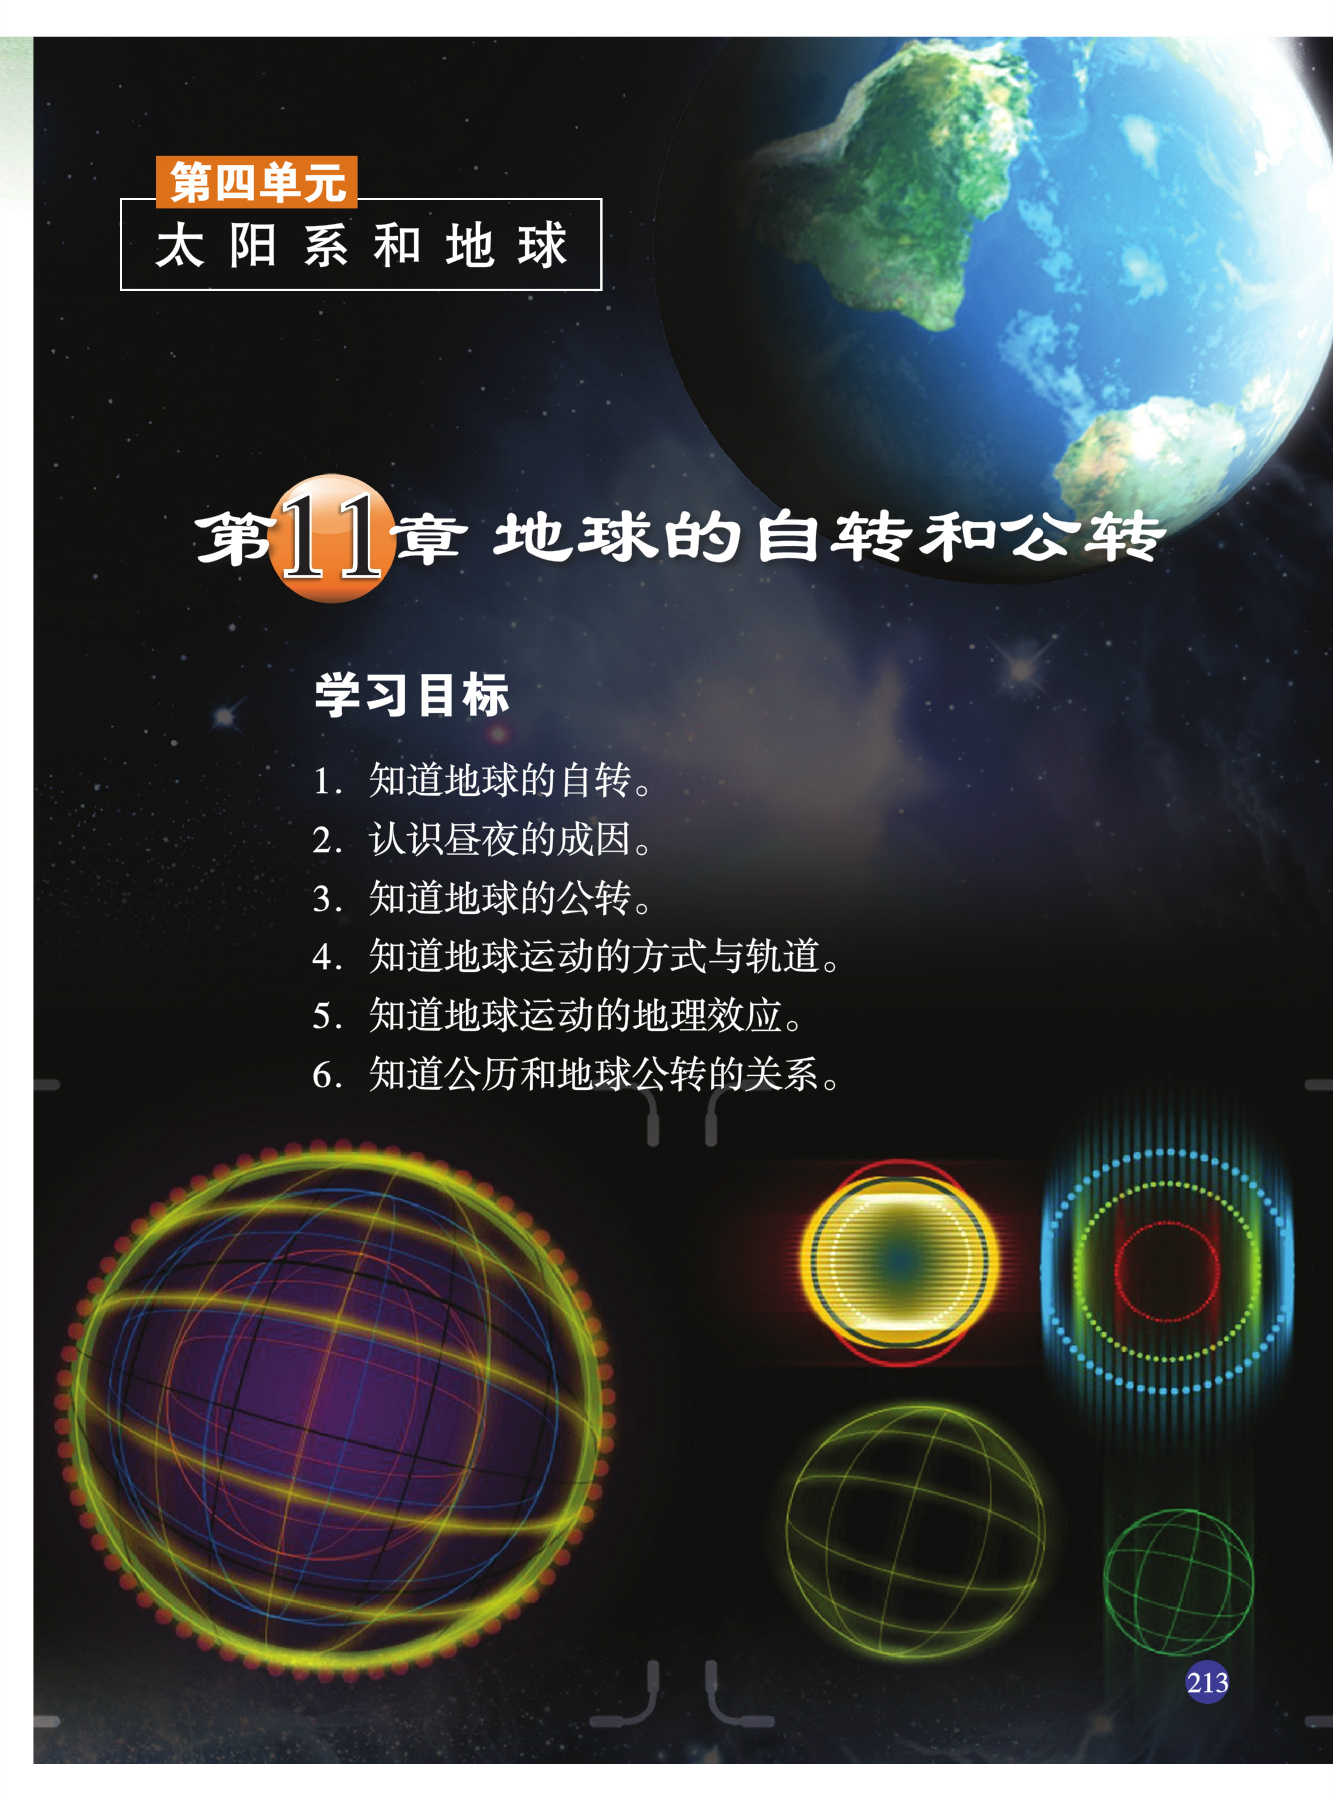 第四单元
太阳系和地球
第11章 地球的自转和公转
学习目标
1. 知道地球的自转。
2. 认识昼夜的成因。
3. 知道地球的公转。
4. 知道地球运动的方式与轨道。
5. 知道地球运动的地理效应。
6. 知道公历和地球公转的关系。
213